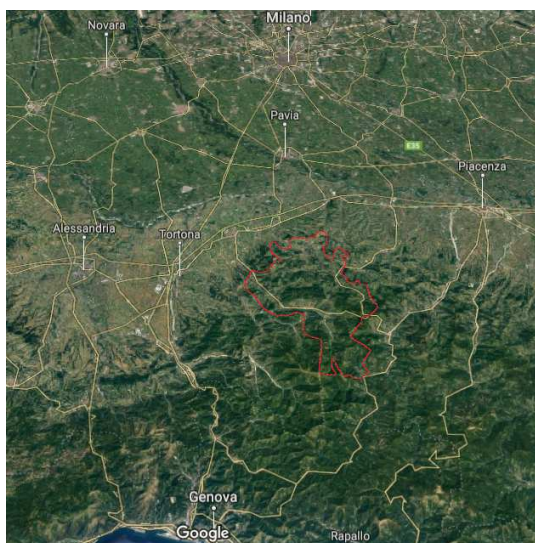 Novara
Milano
Pavia
E35
Piacenza
Alessandria
Tortona
Genova
Google
Rapallo